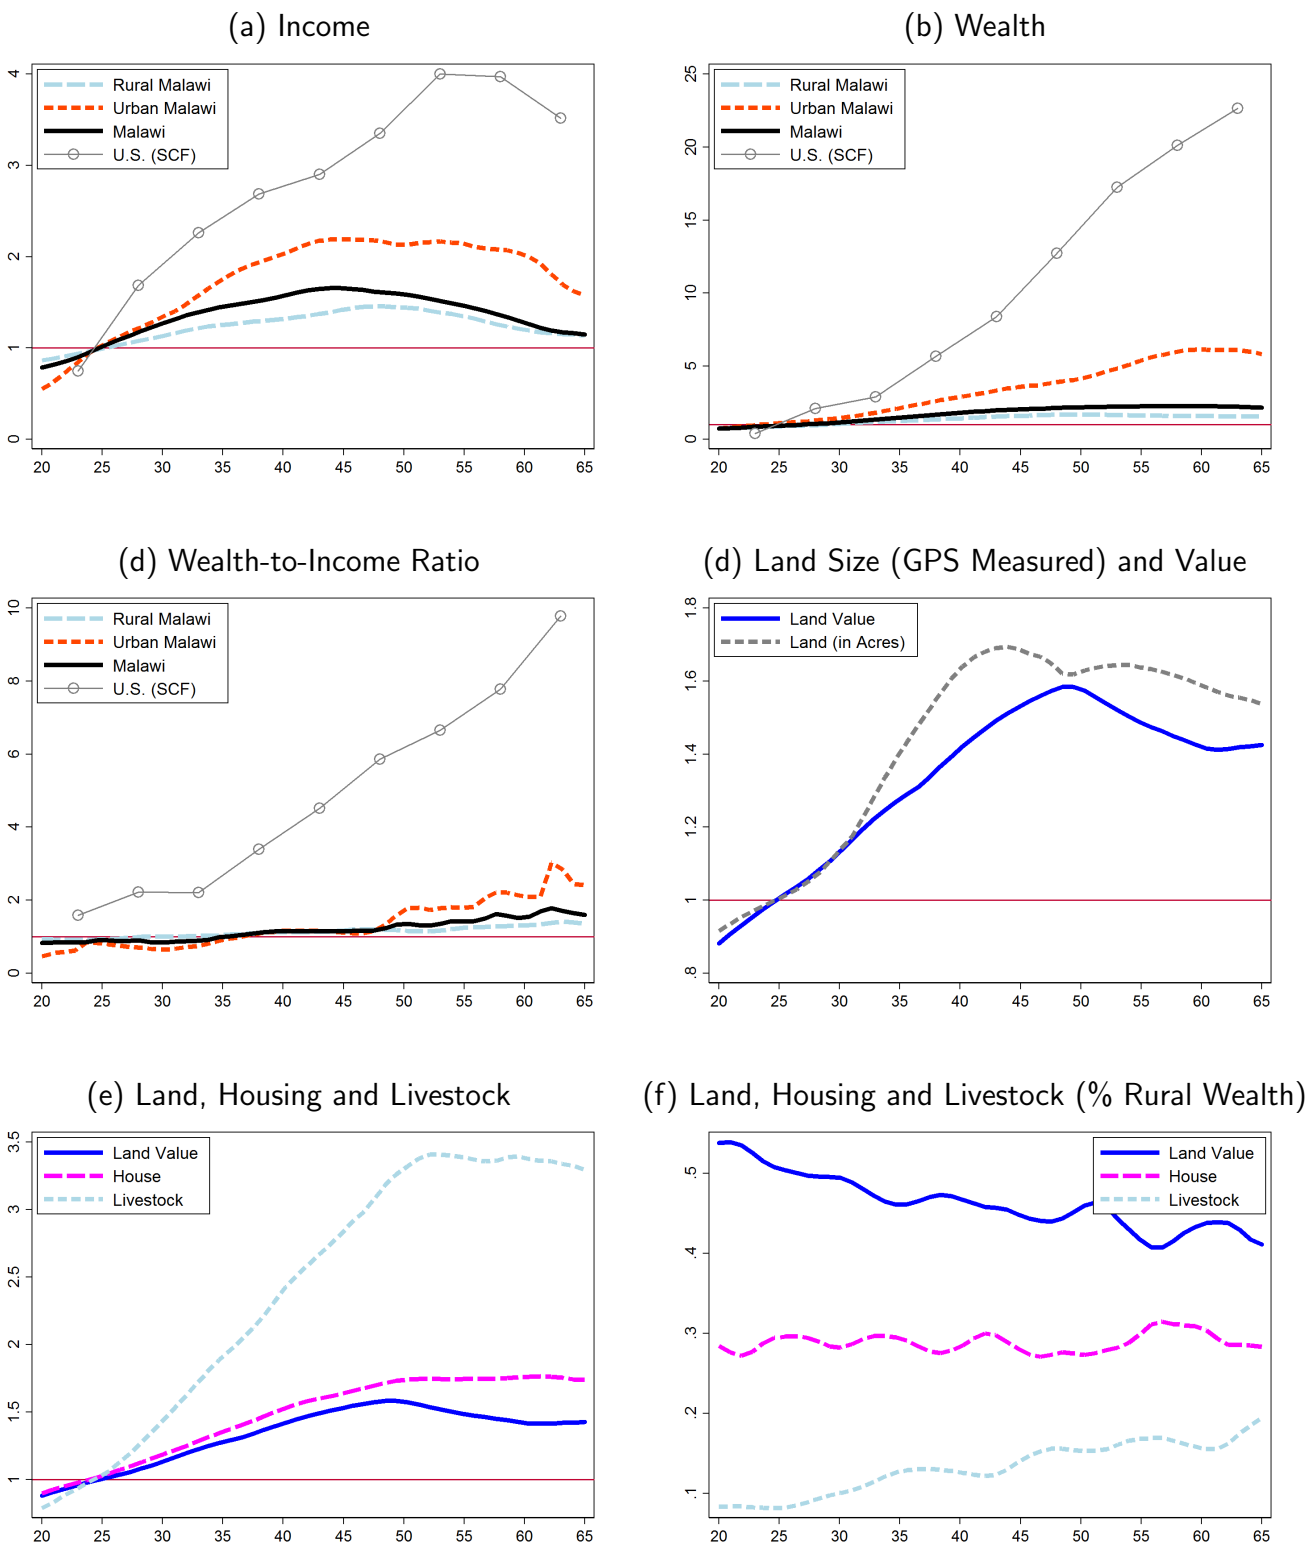 (a) Income
4
3
2
1
0
Rural Malawi
Urban Malawi
Malawi
U.S. (SCF)
20 25 30 35 40 45 50 55 60 65
(b) Wealth
25
20
15
10
5
0
Rural Malawi
Urban Malawi
Malawi
U.S. (SCF)
20 25 30 35 40 45 50 55 60 65
(d) Wealth-to-Income Ratio
10
8
6
4
2
0
Rural Malawi
Urban Malawi
Malawi
U.S. (SCF)
20 25 30 35 40 45 50 55 60 65
(d) Land Size (GPS Measured) and Value
1.8
1.6
1.4
1.2
1
.8
Land Value
Land (in Acres)
20 25 30 35 40 45 50 55 60 65
(e) Land, Housing and Livestock
3.5
3
2.5
2
1.5
1
Land Value
House
Livestock
20 25 30 35 40 45 50 55 60 65
(f) Land, Housing and Livestock (% Rural Wealth)
.5
.4
.3
.2
.1
Land Value
House
Livestock
20 25 30 35 40 45 50 55 60 65